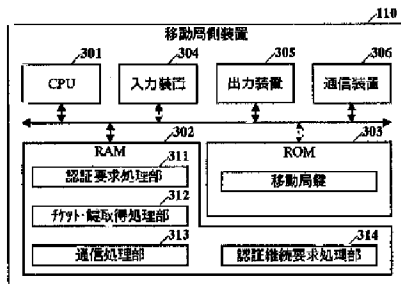 110
移動局側装置
301 304 305 306
CPU 入力装置 出力装置 通信装置
302 303
RAM ROM
311
認証要求処理部
移動局鍵
312
チケット・鍵取得処理部
313 314
通信処理部 認証継続要求処理部